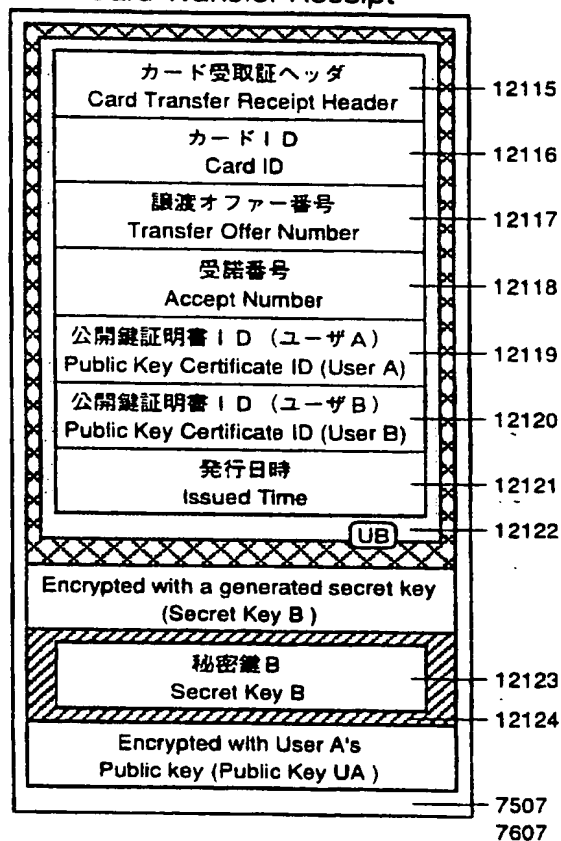 Card Transfer Receipt
カード受取証ヘッダ
Card Transfer Receipt Header
12115
カードID
Card ID
12116
譲渡オファー番号
Transfer Offer Number
12117
受諾番号
Accept Number
12118
公開鍵証明書ID（ユーザA）
Public Key Certificate ID (User A)
12119
公開鍵証明書ID（ユーザB）
Public Key Certificate ID (User B)
12120
発行日時
Issued Time
12121
UB
12122
Encrypted with a generated secret key
(Secret Key B )
秘密鍵B
Secret Key B
12123
12124
Encrypted with User A's
Public key (Public Key UA )
7507
7607